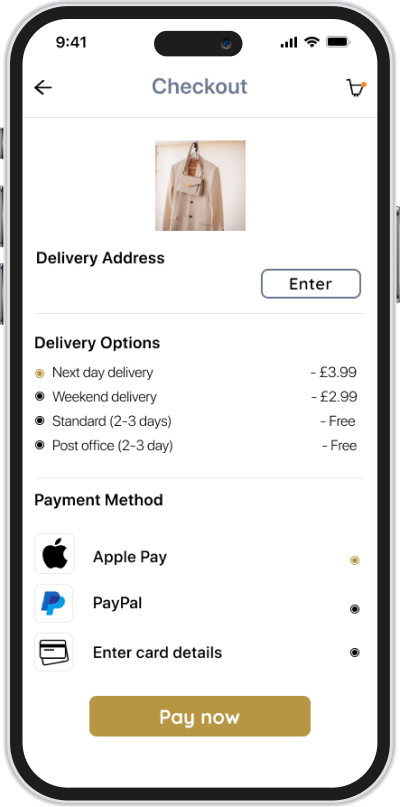 9:41
Checkout
Delivery Address
Enter
Delivery Options
Next day delivery - £3.99
Weekend delivery - £2.99
Standard (2-3 days) - Free
Post office (2-3 day) - Free
Payment Method
Apple Pay
PayPal
Enter card details
Pay now